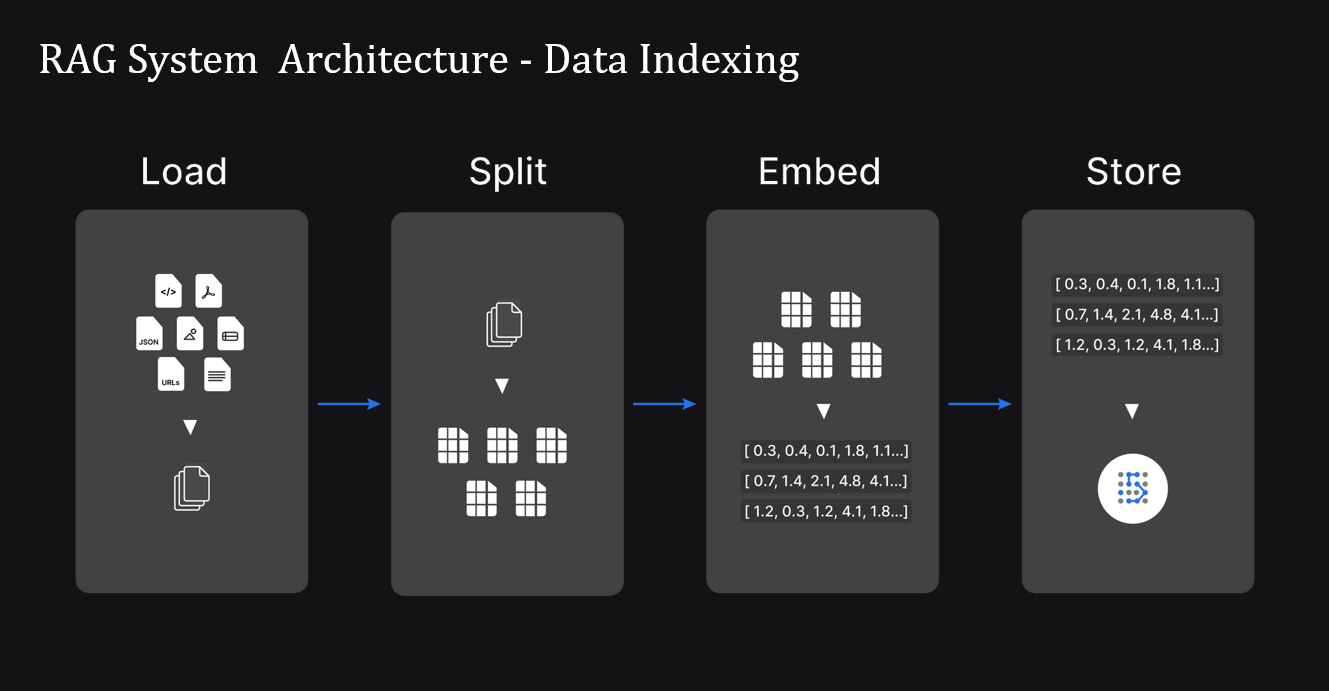 RAG System Architecture - Data Indexing
Load
Split
Embed
Store
</>
JSON
URLs
[ 0.3, 0.4, 0.1, 1.8, 1.1...]
[ 0.7, 1.4, 2.1, 4.8, 4.1...]
[ 1.2, 0.3, 1.2, 4.1, 1.8...]
[ 0.3, 0.4, 0.1, 1.8, 1.1...]
[ 0.7, 1.4, 2.1, 4.8, 4.1...]
[ 1.2, 0.3, 1.2, 4.1, 1.8...]